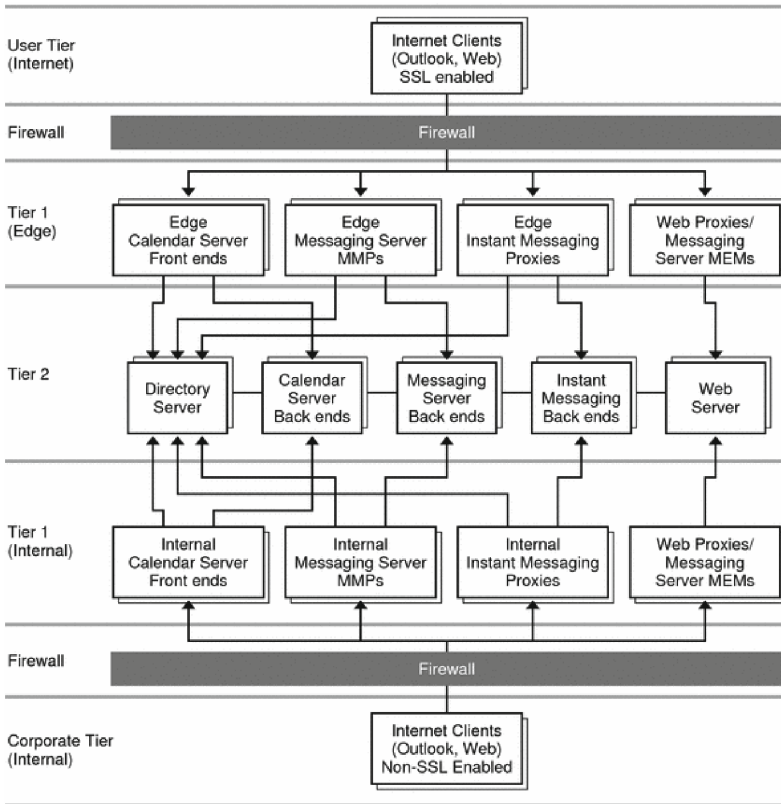 User Tier
(Internet)
Internet Clients
(Outlook, Web)
SSL enabled
Firewall
Firewall
Tier 1
(Edge)
Edge
Calendar Server
Front ends
Edge
Messaging Server
MMPs
Edge
Instant Messaging
Proxies
Web Proxies/
Messaging
Server MEMs
Tier 2
Directory
Server
Calendar
Server
Back ends
Messaging
Server
Back ends
Instant
Messaging
Back ends
Web
Server
Tier 1
(Internal)
Internal
Calendar Server
Front ends
Internal
Messaging Server
MMPs
Internal
Instant Messaging
Proxies
Web Proxies/
Messaging
Server MEMs
Firewall
Firewall
Corporate Tier
(Internal)
Internet Clients
(Outlook, Web)
Non-SSL Enabled